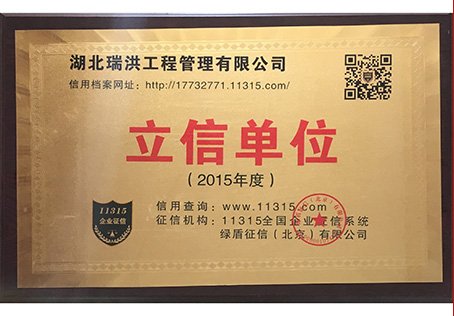 湖北瑞洪工程管理有限公司
信用档案网址：http://17732771.11315.com/
立信单位
（2015年度）
11315
企业征信
信用查询：www.11315.com
征信机构：11315全国企业征信系统
绿盾征信（北京）有限公司